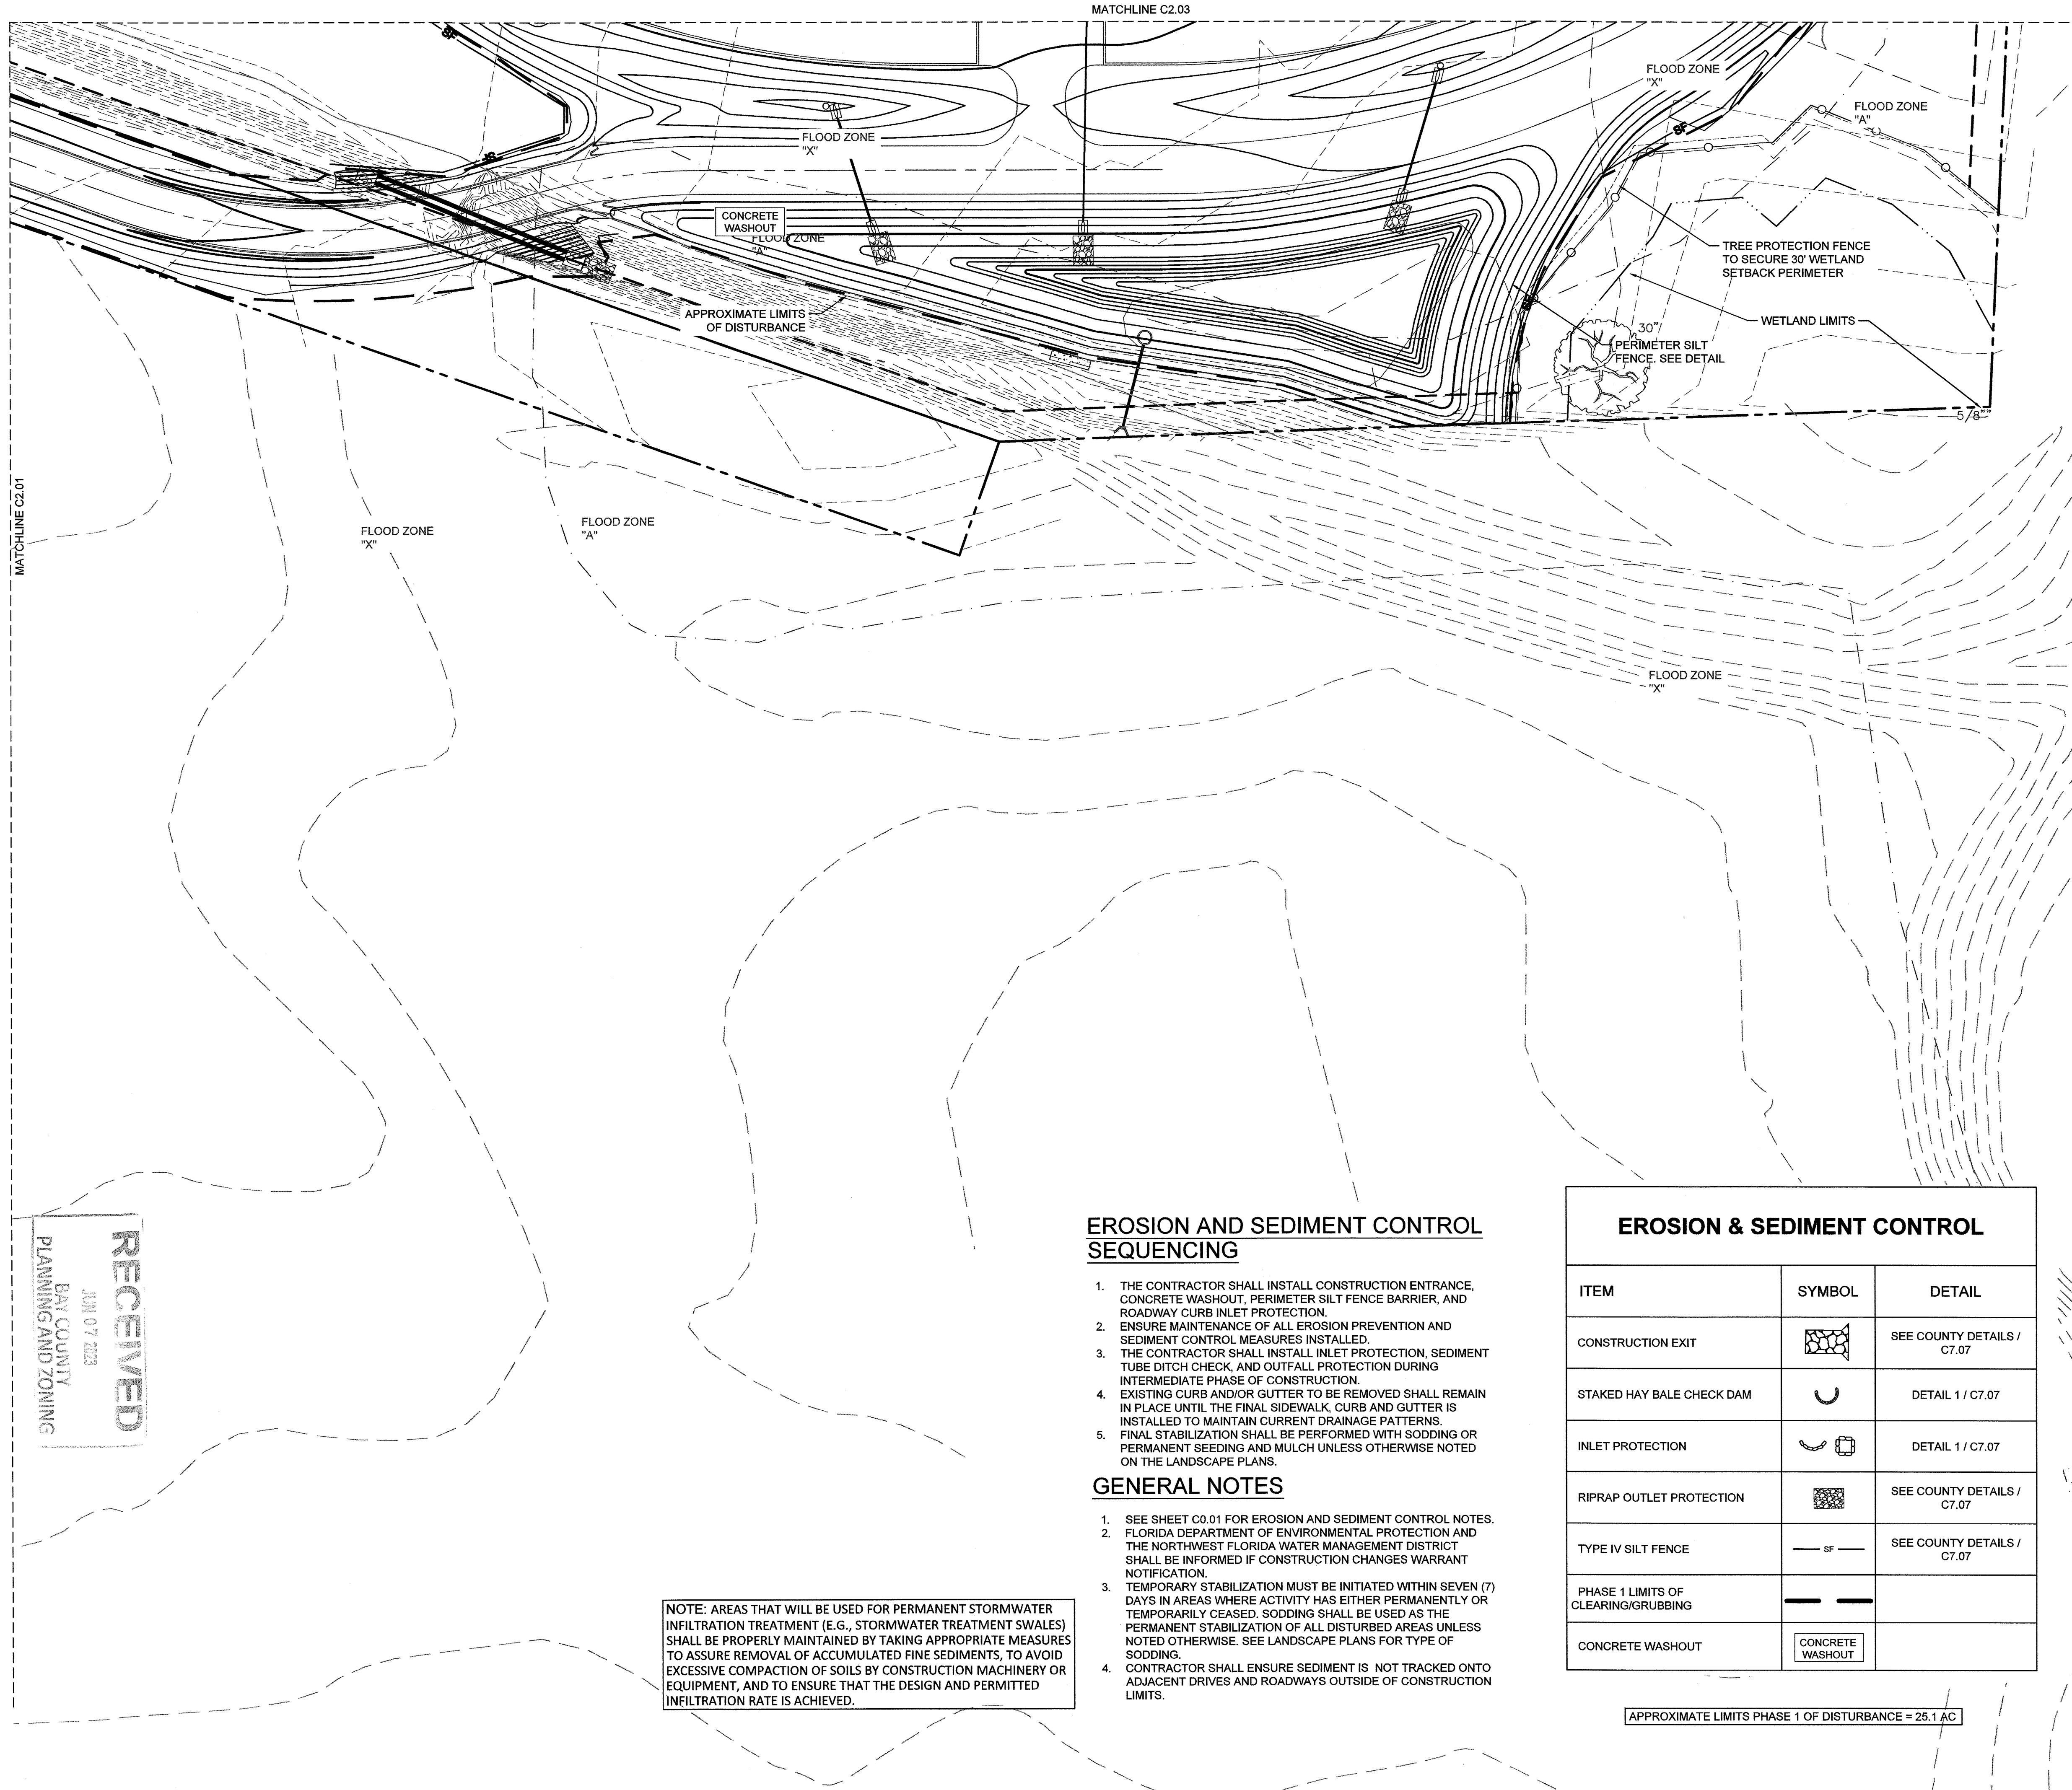 MATCHLINE C2.03
SF
FLOOD ZONE
"X"
FLOOD ZONE
"A"
SF
FLOOD ZONE
"X"
SF
CONCRETE
WASHOUT
FLOOD ZONE
"A"
TREE PROTECTION FENCE
TO SECURE 30' WETLAND
SETBACK PERIMETER
APPROXIMATE LIMITS
OF DISTURBANCE
SF
WETLAND LIMITS
30"
PERIMETER SILT
FENCE. SEE DETAIL
5/8""
MATCHLINE C2.01
FLOOD ZONE
"X"
FLOOD ZONE
"A"
FLOOD ZONE
"X"
RECEIVED
JUN 07 2023
BAY COUNTY
PLANNING AND ZONING
EROSION AND SEDIMENT CONTROL
SEQUENCING
1. THE CONTRACTOR SHALL INSTALL CONSTRUCTION ENTRANCE,
CONCRETE WASHOUT, PERIMETER SILT FENCE BARRIER, AND
ROADWAY CURB INLET PROTECTION.
2. ENSURE MAINTENANCE OF ALL EROSION PREVENTION AND
SEDIMENT CONTROL MEASURES INSTALLED.
3. THE CONTRACTOR SHALL INSTALL INLET PROTECTION, SEDIMENT
TUBE DITCH CHECK, AND OUTFALL PROTECTION DURING
INTERMEDIATE PHASE OF CONSTRUCTION.
4. EXISTING CURB AND/OR GUTTER TO BE REMOVED SHALL REMAIN
IN PLACE UNTIL THE FINAL SIDEWALK, CURB AND GUTTER IS
INSTALLED TO MAINTAIN CURRENT DRAINAGE PATTERNS.
5. FINAL STABILIZATION SHALL BE PERFORMED WITH SODDING OR
PERMANENT SEEDING AND MULCH UNLESS OTHERWISE NOTED
ON THE LANDSCAPE PLANS.
GENERAL NOTES
1. SEE SHEET C0.01 FOR EROSION AND SEDIMENT CONTROL NOTES.
2. FLORIDA DEPARTMENT OF ENVIRONMENTAL PROTECTION AND
THE NORTHWEST FLORIDA WATER MANAGEMENT DISTRICT
SHALL BE INFORMED IF CONSTRUCTION CHANGES WARRANT
NOTIFICATION.
3. TEMPORARY STABILIZATION MUST BE INITIATED WITHIN SEVEN (7)
DAYS IN AREAS WHERE ACTIVITY HAS EITHER PERMANENTLY OR
TEMPORARILY CEASED. SODDING SHALL BE USED AS THE
PERMANENT STABILIZATION OF ALL DISTURBED AREAS UNLESS
NOTED OTHERWISE. SEE LANDSCAPE PLANS FOR TYPE OF
SODDING.
4. CONTRACTOR SHALL ENSURE SEDIMENT IS NOT TRACKED ONTO
ADJACENT DRIVES AND ROADWAYS OUTSIDE OF CONSTRUCTION
LIMITS.
NOTE: AREAS THAT WILL BE USED FOR PERMANENT STORMWATER
INFILTRATION TREATMENT (E.G., STORMWATER TREATMENT SWALES)
SHALL BE PROPERLY MAINTAINED BY TAKING APPROPRIATE MEASURES
TO ASSURE REMOVAL OF ACCUMULATED FINE SEDIMENTS, TO AVOID
EXCESSIVE COMPACTION OF SOILS BY CONSTRUCTION MACHINERY OR
EQUIPMENT, AND TO ENSURE THAT THE DESIGN AND PERMITTED
INFILTRATION RATE IS ACHIEVED.
EROSION & SEDIMENT CONTROL
ITEM SYMBOL DETAIL
CONSTRUCTION EXIT SEE COUNTY DETAILS /
C7.07
STAKED HAY BALE CHECK DAM DETAIL 1 / C7.07
INLET PROTECTION DETAIL 1 / C7.07
RIPRAP OUTLET PROTECTION SEE COUNTY DETAILS /
C7.07
TYPE IV SILT FENCE SF SEE COUNTY DETAILS /
C7.07
PHASE 1 LIMITS OF
CLEARING/GRUBBING
CONCRETE WASHOUT CONCRETE
WASHOUT
APPROXIMATE LIMITS PHASE 1 OF DISTURBANCE = 25.1 AC